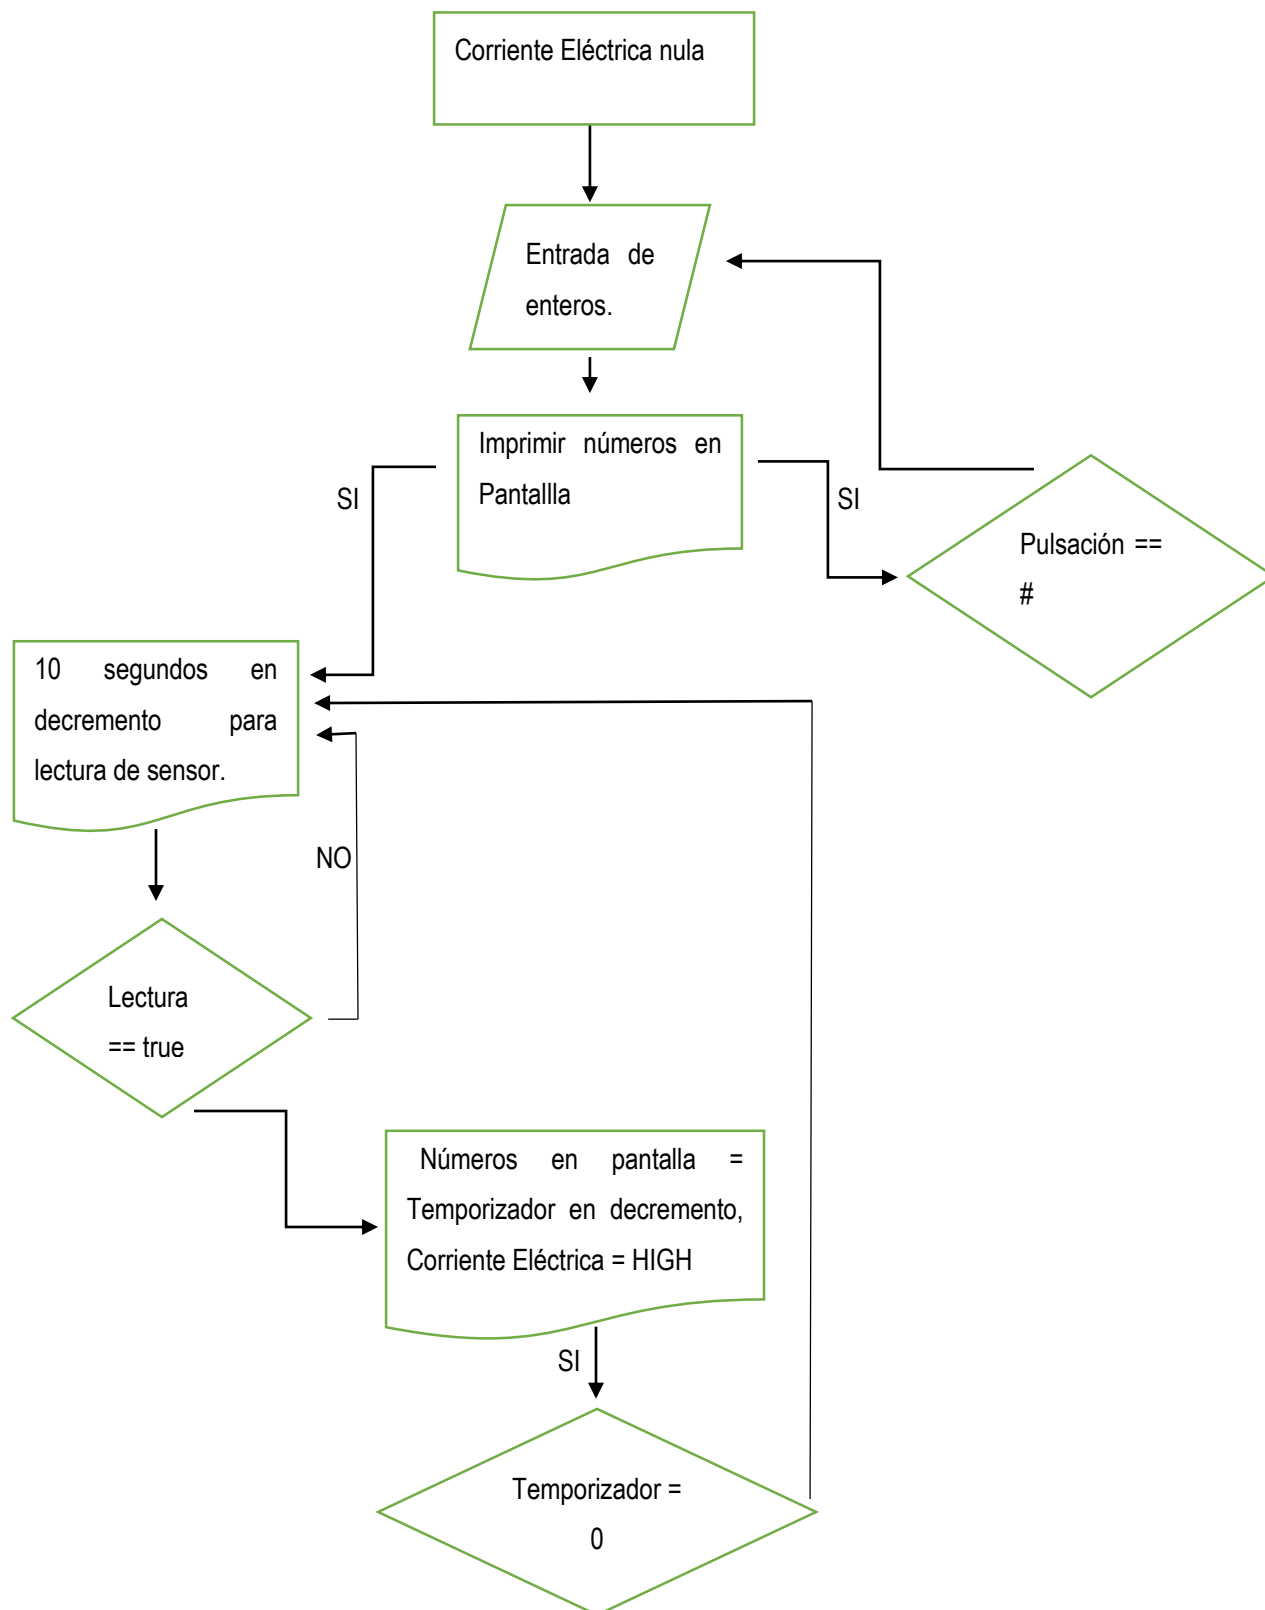 Corriente Eléctrica nula
Entrada de
enteros.
Imprimir números en
Pantallla
SI
SI
Pulsación ==
#
10 segundos en
decremento para
lectura de sensor.
NO
Lectura
== true
Números en pantalla =
Temporizador en decremento,
Corriente Eléctrica = HIGH
SI
Temporizador =
0